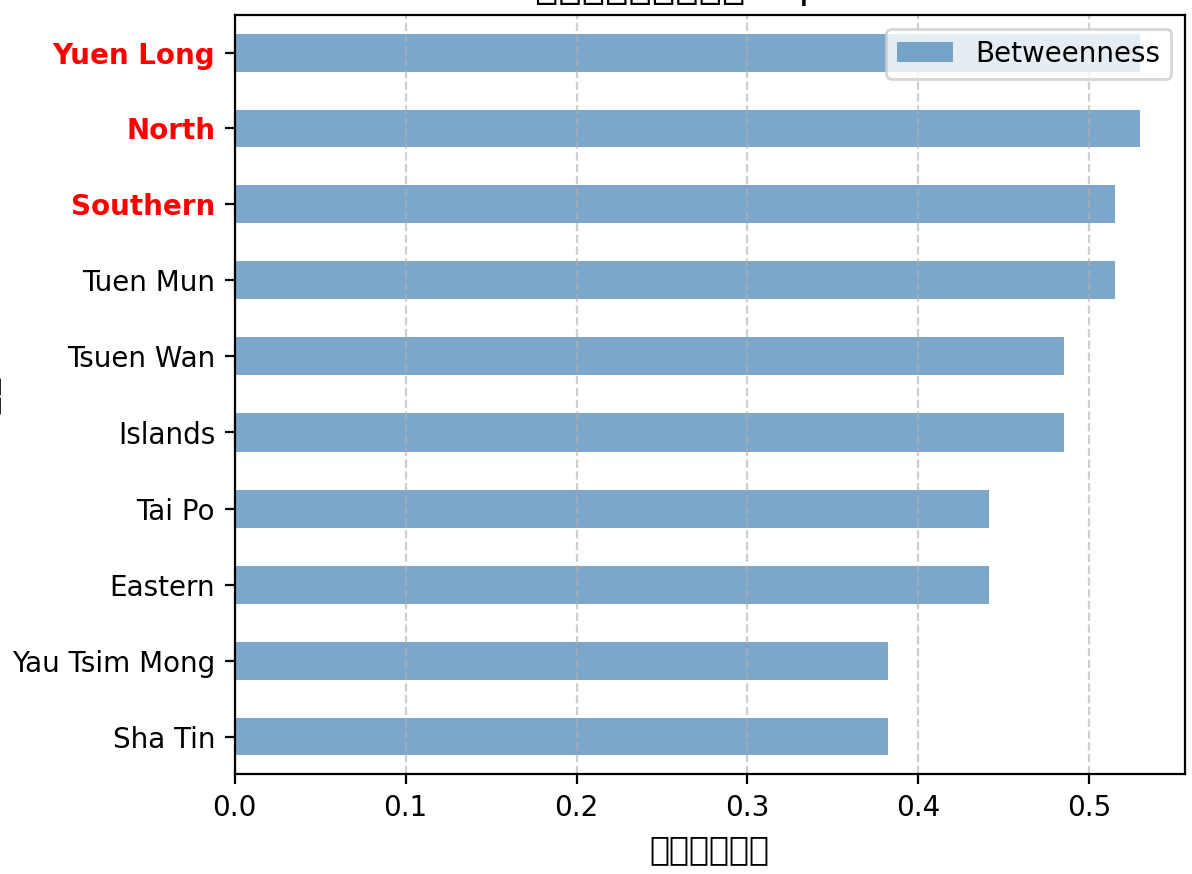 Betweenness
Yuen Long
North
Southern
Tuen Mun
Tsuen Wan
Islands
Tai Po
Eastern
Yau Tsim Mong
Sha Tin
0.0 0.1 0.2 0.3 0.4 0.5